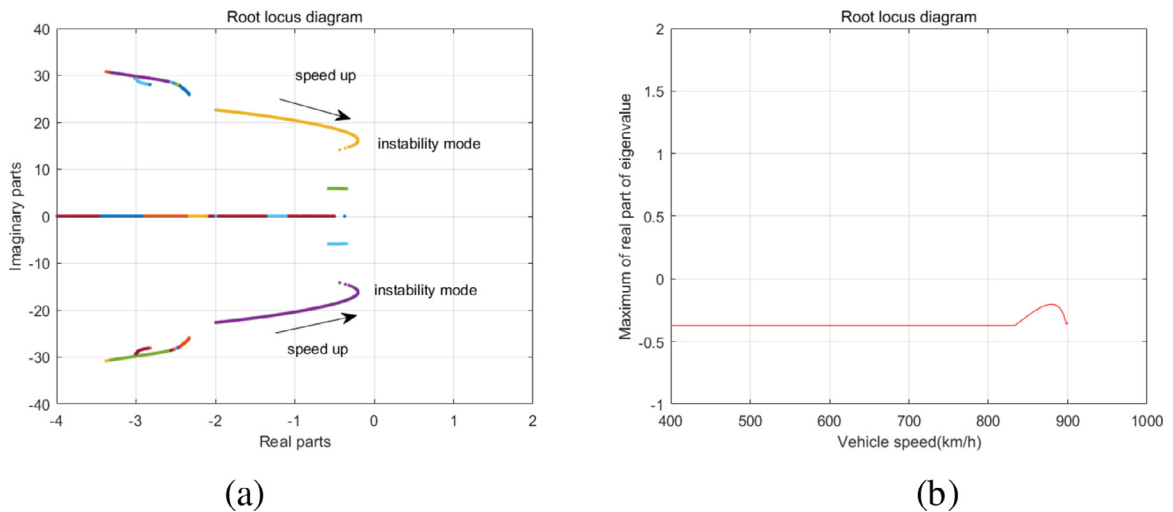 Root locus diagram
40
30
20
10
0
-10
-20
-30
-40
Imaginary parts
speed up
instability mode
instability mode
speed up
-4
-3
-2
-1
0
1
2
Real parts
(a)
Root locus diagram
2
1.5
1
0.5
0
-0.5
-1
Maximum of real part of eigenvalue
400
500
600
700
800
900
1000
Vehicle speed(km/h)
(b)